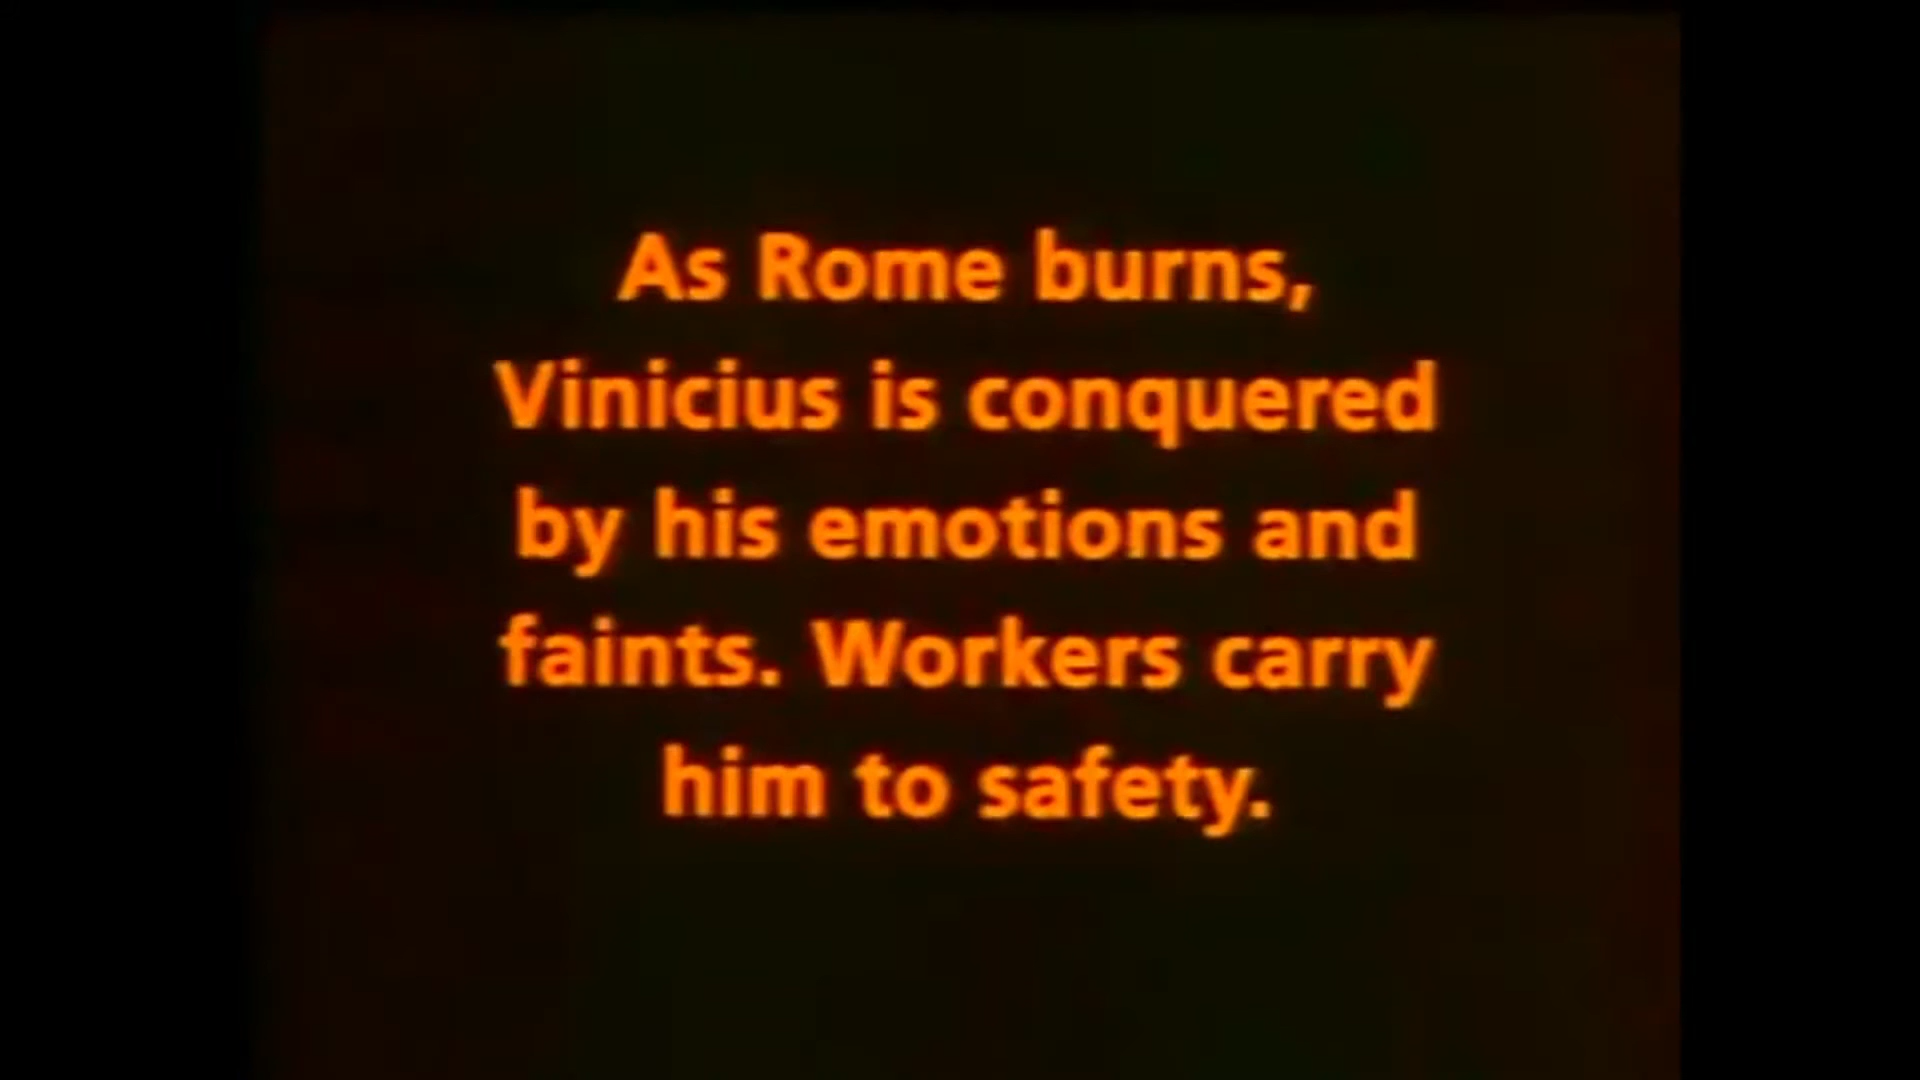 As Rome burns,
Vinicius is conquered
by his emotions and
faints. Workers carry
him to safety.